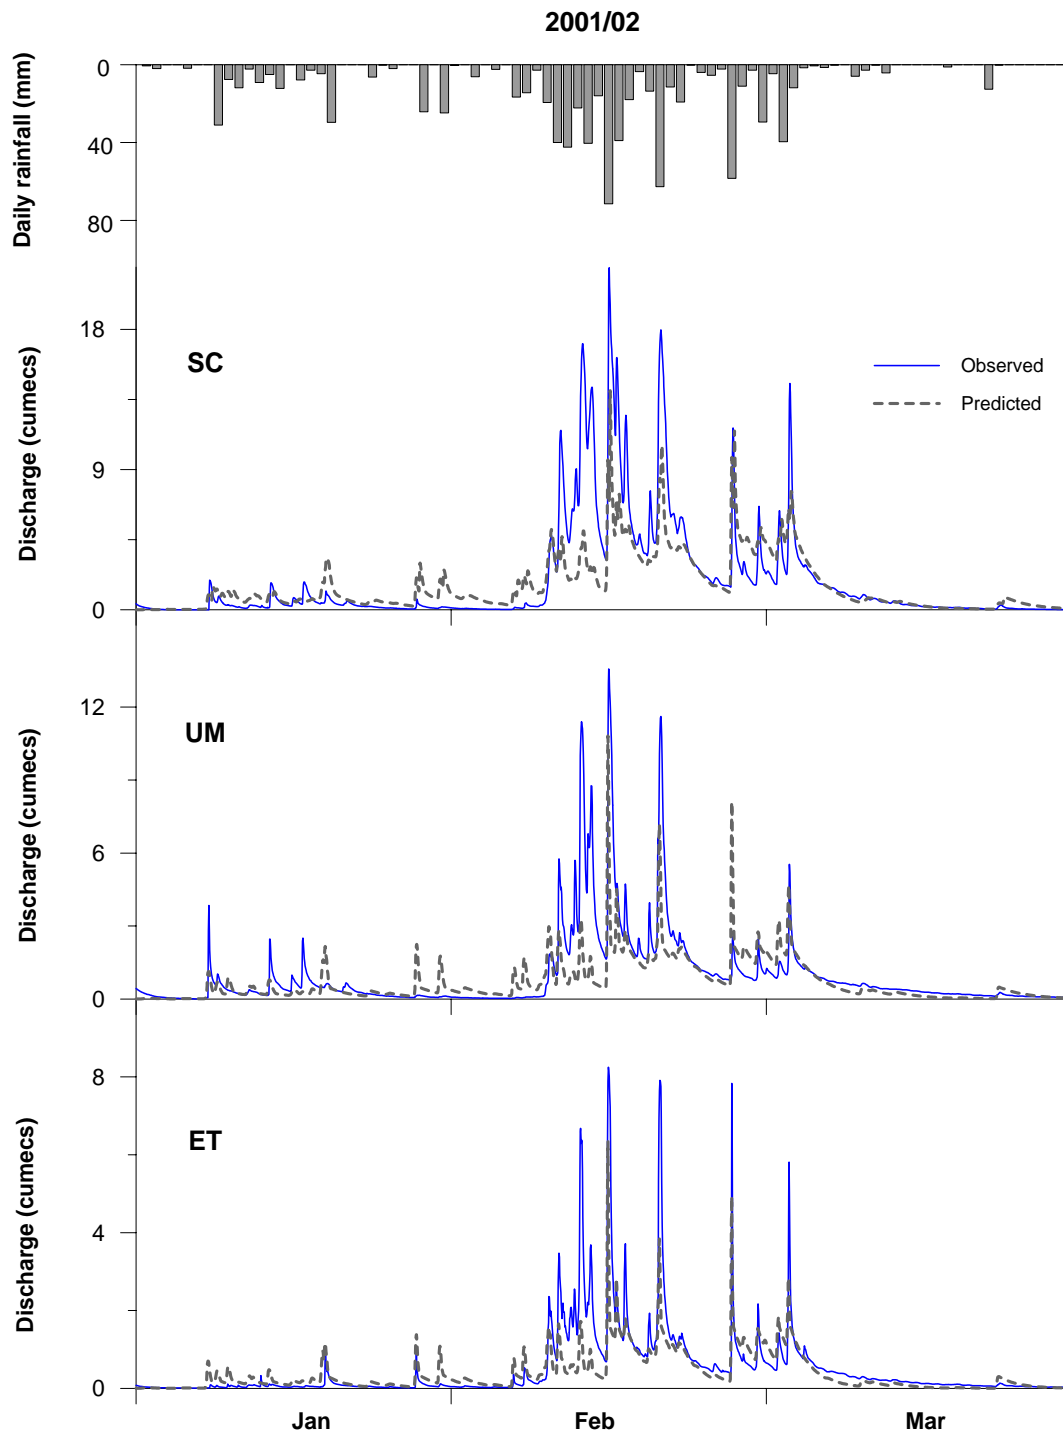 2001/02
Daily rainfall (mm)
0
40
80
Discharge (cumecs)
18
9
0
SC
Observed
Predicted
Discharge (cumecs)
12
6
0
UM
Discharge (cumecs)
8
4
0
ET
Jan Feb Mar